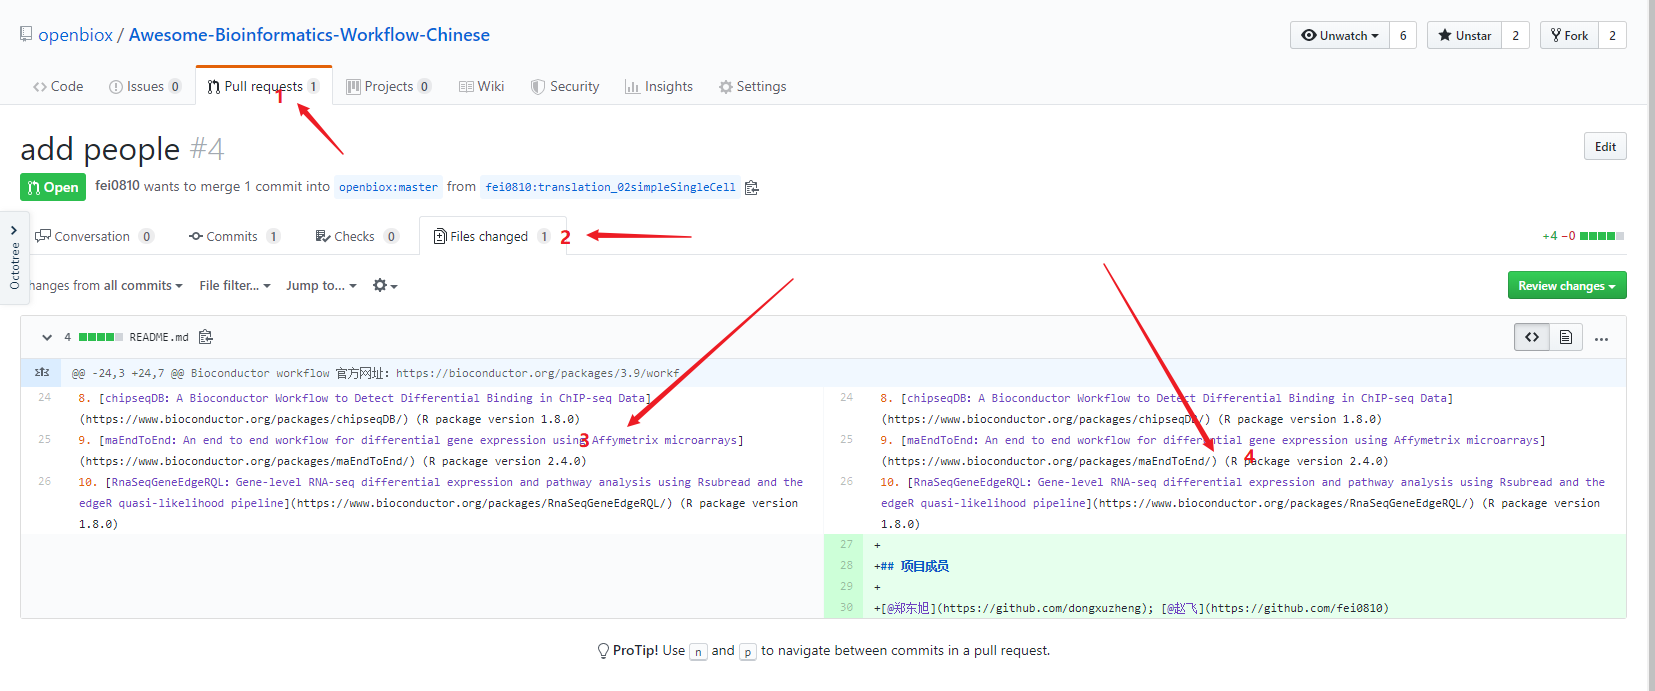 openbiox / Awesome-Bioinformatics-Workflow-Chinese
Unwatch 6 Unstar 2 Fork 2
Code Issues 0 Pull requests 1 Projects 0 Wiki Security Insights Settings
1
add people #4
Edit
Open fei0810 wants to merge 1 commit into openbiox:master from fei0810:translation_02simpleSingleCell
Octotree
Conversation 0 Commits 1 Checks 0 Files changed 1 2
+4 −0
hanges from all commits File filter... Jump to...
Review changes
4 README.md
@@ -24,3 +24,7 @@ Bioconductor workflow 官方网址: https://bioconductor.org/packages/3.9/workf
24 8. [chipseqDB: A Bioconductor Workflow to Detect Differential Binding in ChIP-seq Data]
(https://www.bioconductor.org/packages/chipseqDB/) (R package version 1.8.0)
25 9. [maEndToEnd: An end to end workflow for differential gene expression using Affymetrix microarrays]
(https://www.bioconductor.org/packages/maEndToEnd/) (R package version 2.4.0)
26 10. [RnaSeqGeneEdgeRQL: Gene-level RNA-seq differential expression and pathway analysis using Rsubread and the
edgeR quasi-likelihood pipeline](https://www.bioconductor.org/packages/RnaSeqGeneEdgeRQL/) (R package version
1.8.0)
3
24 8. [chipseqDB: A Bioconductor Workflow to Detect Differential Binding in ChIP-seq Data]
(https://www.bioconductor.org/packages/chipseqDB/) (R package version 1.8.0)
25 9. [maEndToEnd: An end to end workflow for differential gene expression using Affymetrix microarrays]
(https://www.bioconductor.org/packages/maEndToEnd/) (R package version 2.4.0)
4
26 10. [RnaSeqGeneEdgeRQL: Gene-level RNA-seq differential expression and pathway analysis using Rsubread and the
edgeR quasi-likelihood pipeline](https://www.bioconductor.org/packages/RnaSeqGeneEdgeRQL/) (R package version
1.8.0)
27 +
28 +## 项目成员
29 +
30 +[@郑东旭](https://github.com/dongxuzheng); [@赵飞](https://github.com/fei0810)
ProTip! Use n and p to navigate between commits in a pull request.